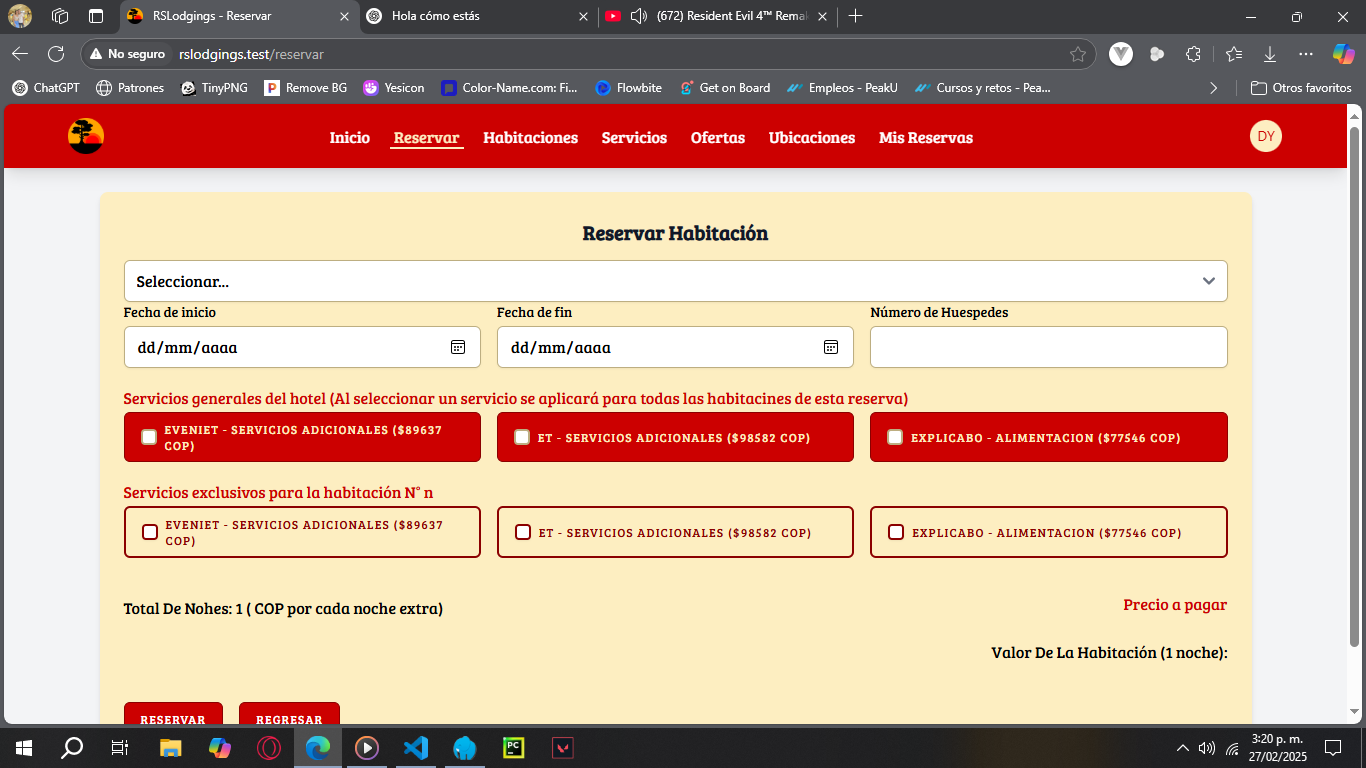 RSLodgings - Reservar
Hola cómo estás
(672) Resident Evil 4™ Remak
No seguro
rslodgings.test/reservar
ChatGPT
Patrones
TinyPNG
Remove BG
Yesicon
Color-Name.com: Fi...
Flowbite
Get on Board
Empleos - PeakU
Cursos y retos - Pea...
Otros favoritos
Inicio
Reservar
Habitaciones
Servicios
Ofertas
Ubicaciones
Mis Reservas
DY
Reservar Habitación
Seleccionar...
Fecha de inicio
Fecha de fin
Número de Huespedes
dd/mm/aaaa
dd/mm/aaaa
Servicios generales del hotel (Al seleccionar un servicio se aplicará para todas las habitacines de esta reserva)
EVENIET - SERVICIOS ADICIONALES ($89637
COP)
ET - SERVICIOS ADICIONALES ($98582 COP)
EXPLICABO - ALIMENTACION ($77546 COP)
Servicios exclusivos para la habitación N° n
EVENIET - SERVICIOS ADICIONALES ($89637
COP)
ET - SERVICIOS ADICIONALES ($98582 COP)
EXPLICABO - ALIMENTACION ($77546 COP)
Total De Nohes: 1 ( COP por cada noche extra)
Precio a pagar
Valor De La Habitación (1 noche):
RESERVAR
REGRESAR
PC
3:20 p. m.
27/02/2025